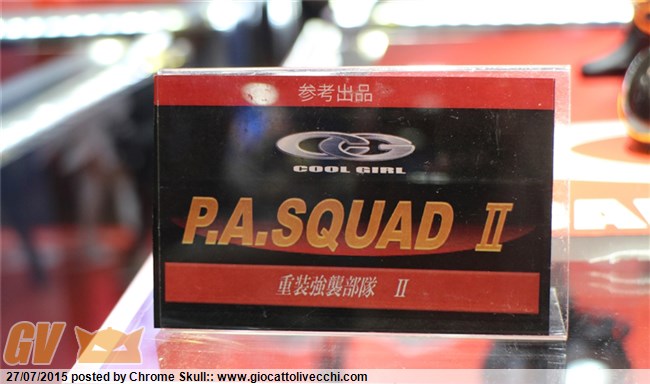 参考出品
CG
COOL GIRL
P.A.SQUAD II
重装強襲部隊 II
GV
27/07/2015 posted by Chrome Skull:: www.giocattolivecchi.com